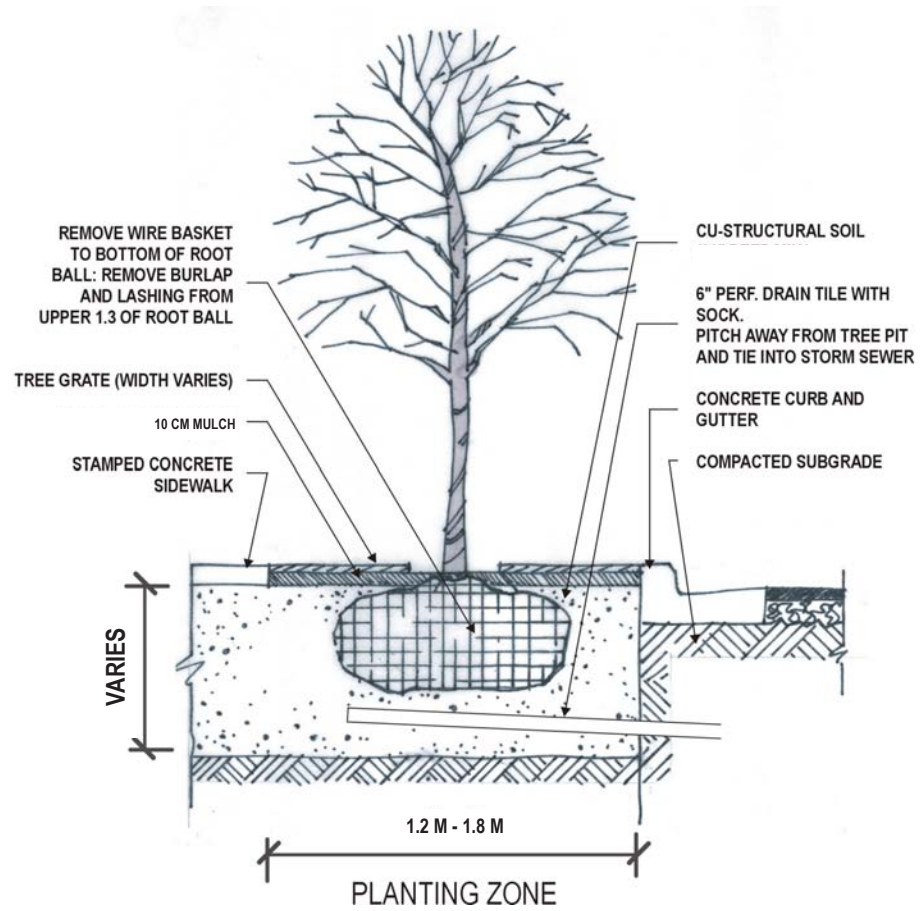 REMOVE WIRE BASKET
TO BOTTOM OF ROOT
BALL: REMOVE BURLAP
AND LASHING FROM
UPPER 1.3 OF ROOT BALL
TREE GRATE (WIDTH VARIES)
10 CM MULCH
STAMPED CONCRETE
SIDEWALK
CU-STRUCTURAL SOIL
6" PERF. DRAIN TILE WITH
SOCK.
PITCH AWAY FROM TREE PIT
AND TIE INTO STORM SEWER
CONCRETE CURB AND
GUTTER
COMPACTED SUBGRADE
VARIES
1.2 M - 1.8 M
PLANTING ZONE